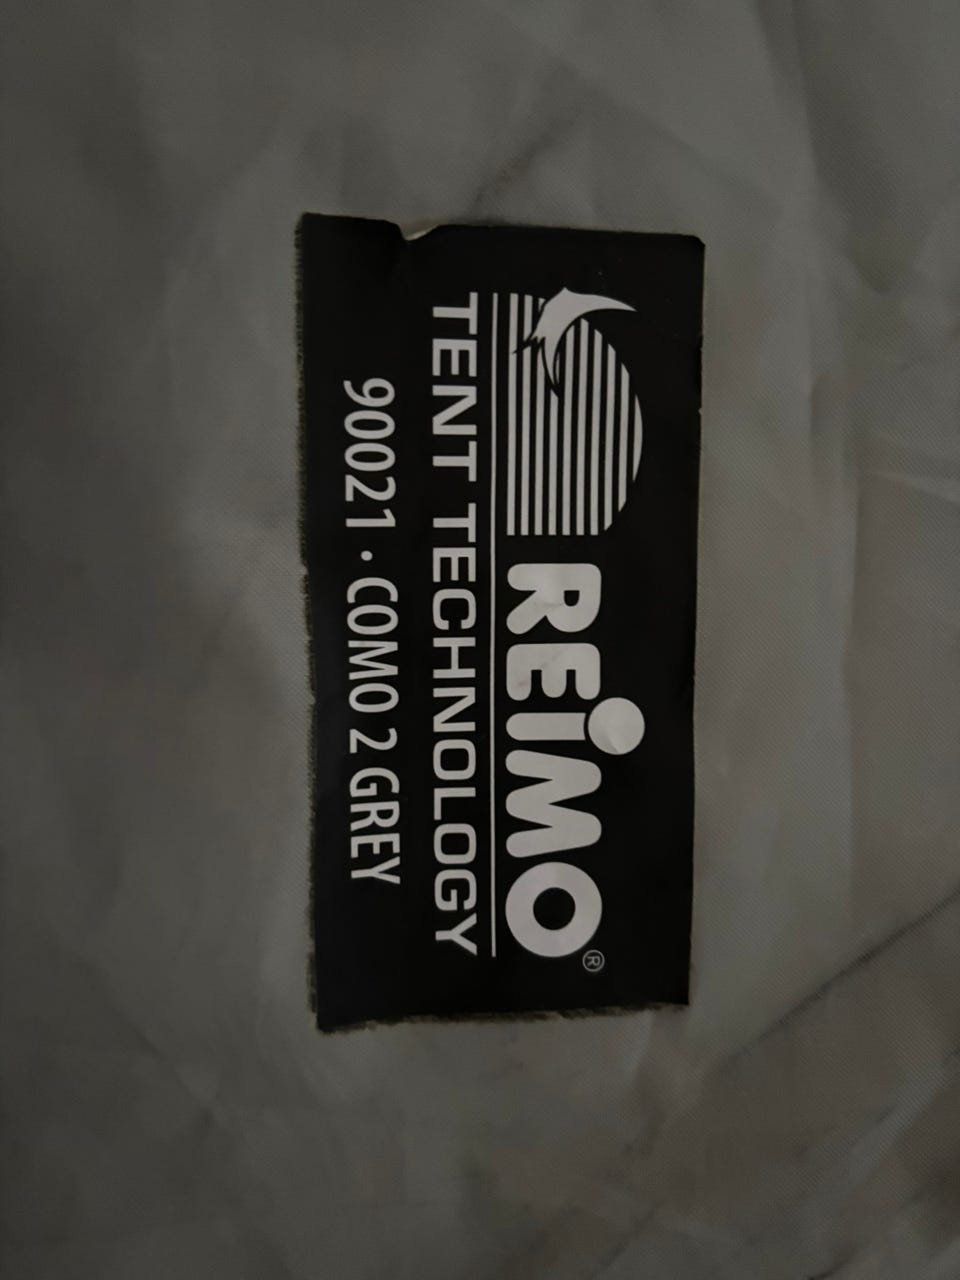 REiMO®
TENT TECHNOLOGY
90021 · COMO 2 GREY